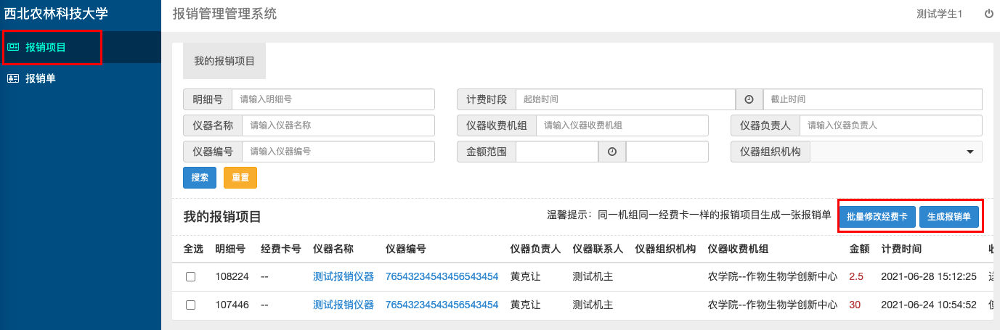 西北农林科技大学
报销管理管理系统
测试学生1
报销项目
报销单
我的报销项目
明细号 请输入明细号 计费时段 起始时间 截止时间
仪器名称 请输入仪器名称 仪器收费机组 请输入仪器收费机组 仪器负责人 请输入仪器负责人
仪器编号 请输入仪器编号 金额范围 仪器组织机构
搜索 重置
我的报销项目 温馨提示：同一机组同一经费卡一样的报销项目生成一张报销单 批量修改经费卡 生成报销单
全选 明细号 经费卡号 仪器名称 仪器编号 仪器负责人 仪器联系人 仪器组织机构 仪器收费机组 金额 计费时间
108224 -- 测试报销仪器 76543234543456543454 黄克让 测试机主 农学院--作物生物学创新中心 2.5 2021-06-28 15:12:25
107446 -- 测试报销仪器 76543234543456543454 黄克让 测试机主 农学院--作物生物学创新中心 30 2021-06-24 10:54:52